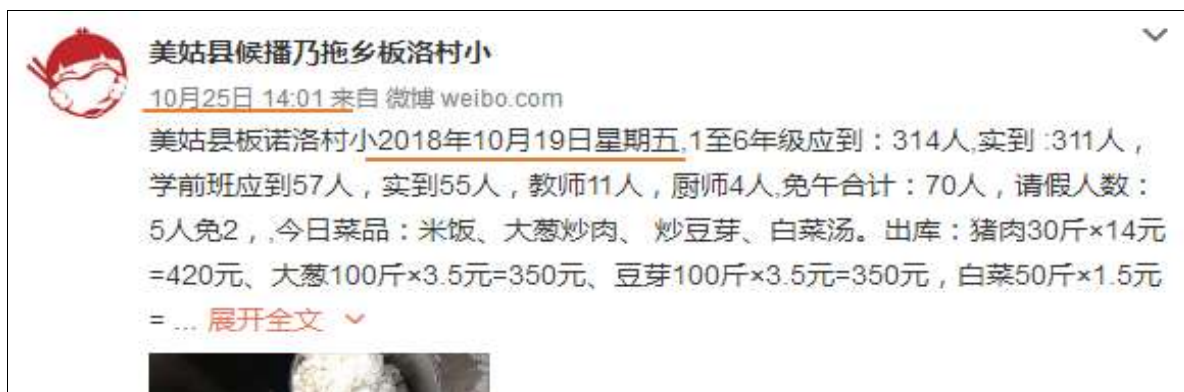 美姑县候播乃拖乡板洛村小
10月25日 14:01 来自 微博 weibo.com
美姑县板诺洛村小2018年10月19日星期五,1至6年级应到：314人,实到 :311人，
学前班应到57人，实到55人，教师11人，厨师4人,免午合计：70人，请假人数：
5人免2，,今日菜品：米饭、大葱炒肉、 炒豆芽、白菜汤。出库：猪肉30斤×14元
=420元、大葱100斤×3.5元=350元、豆芽100斤×3.5元=350元，白菜50斤×1.5元
= ... 展开全文